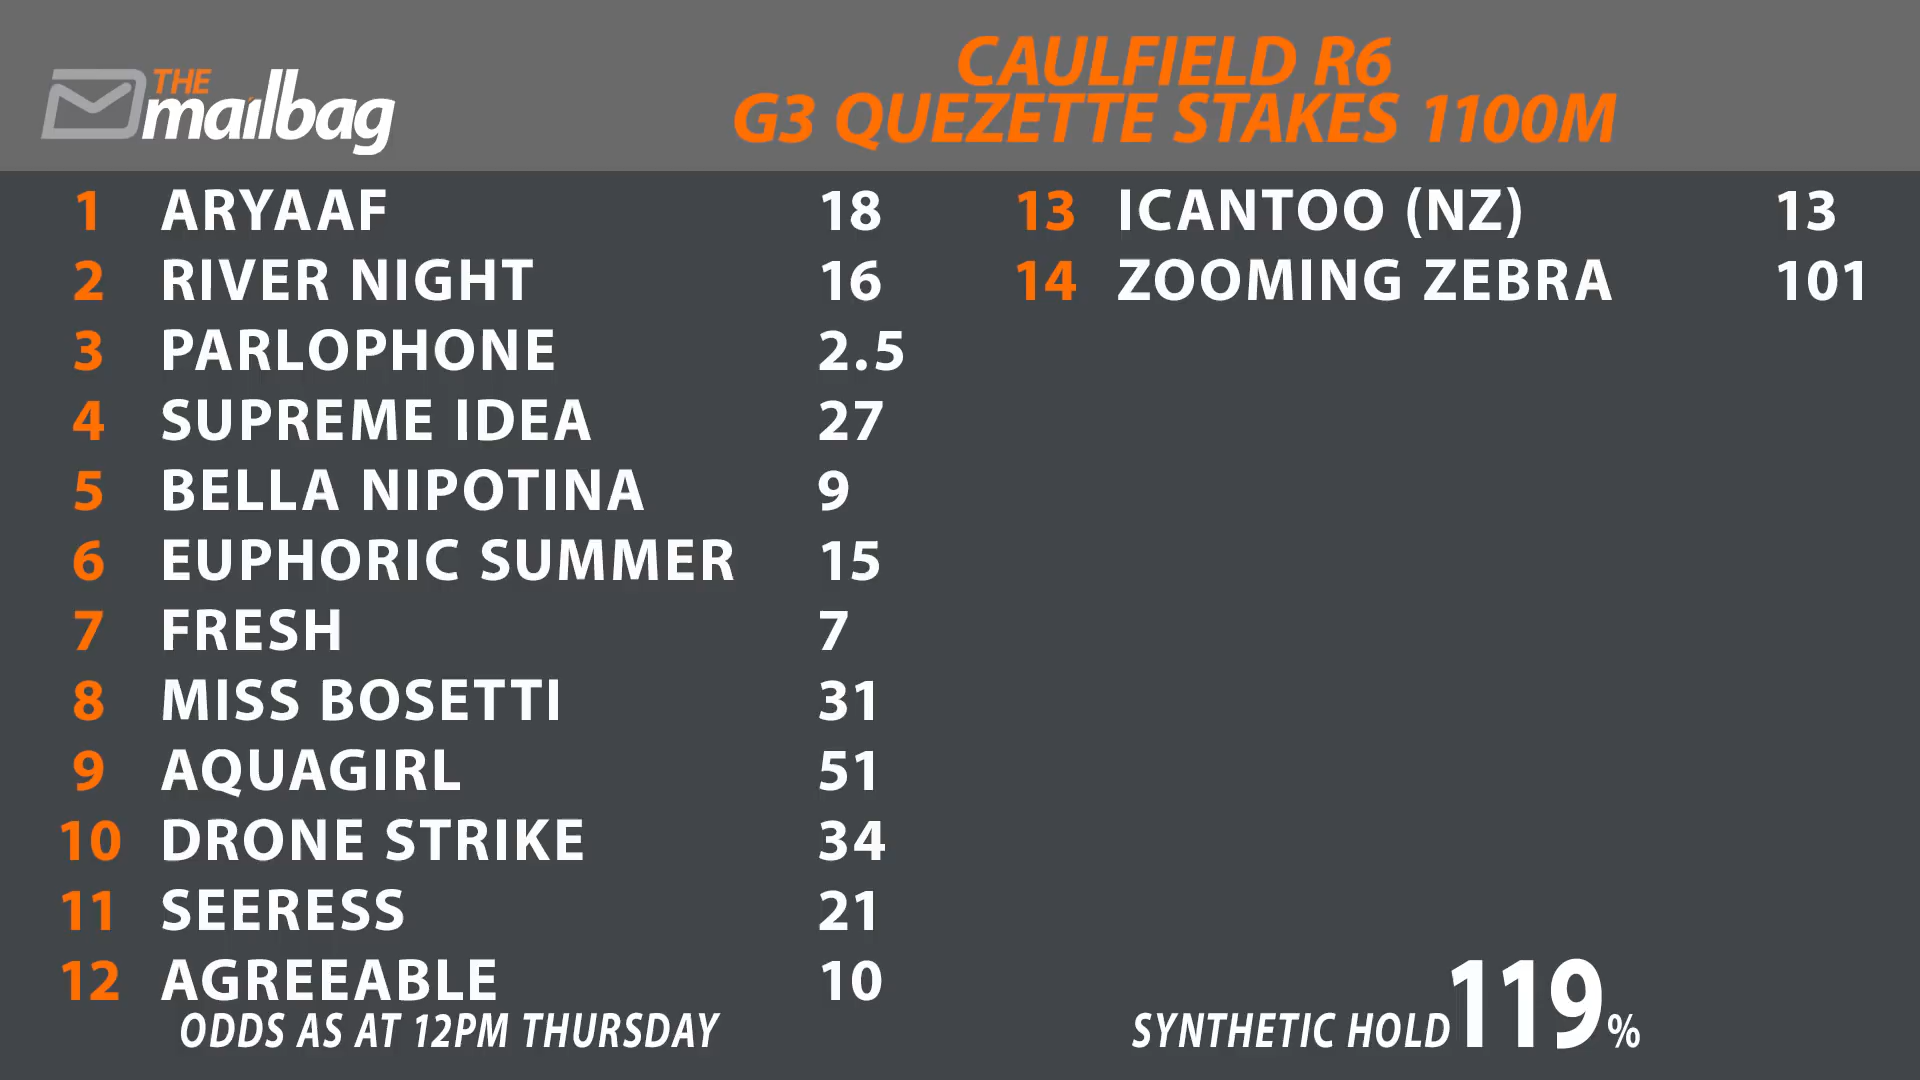 THE
mailbag
CAULFIELD R6
G3 QUEZETTE STAKES 1100M
1 ARYAAF 18
2 RIVER NIGHT 16
3 PARLOPHONE 2.5
4 SUPREME IDEA 27
5 BELLA NIPOTINA 9
6 EUPHORIC SUMMER 15
7 FRESH 7
8 MISS BOSETTI 31
9 AQUAGIRL 51
10 DRONE STRIKE 34
11 SEERESS 21
12 AGREEABLE 10
13 ICANTOO (NZ) 13
14 ZOOMING ZEBRA 101
ODDS AS AT 12PM THURSDAY
SYNTHETIC HOLD 119%